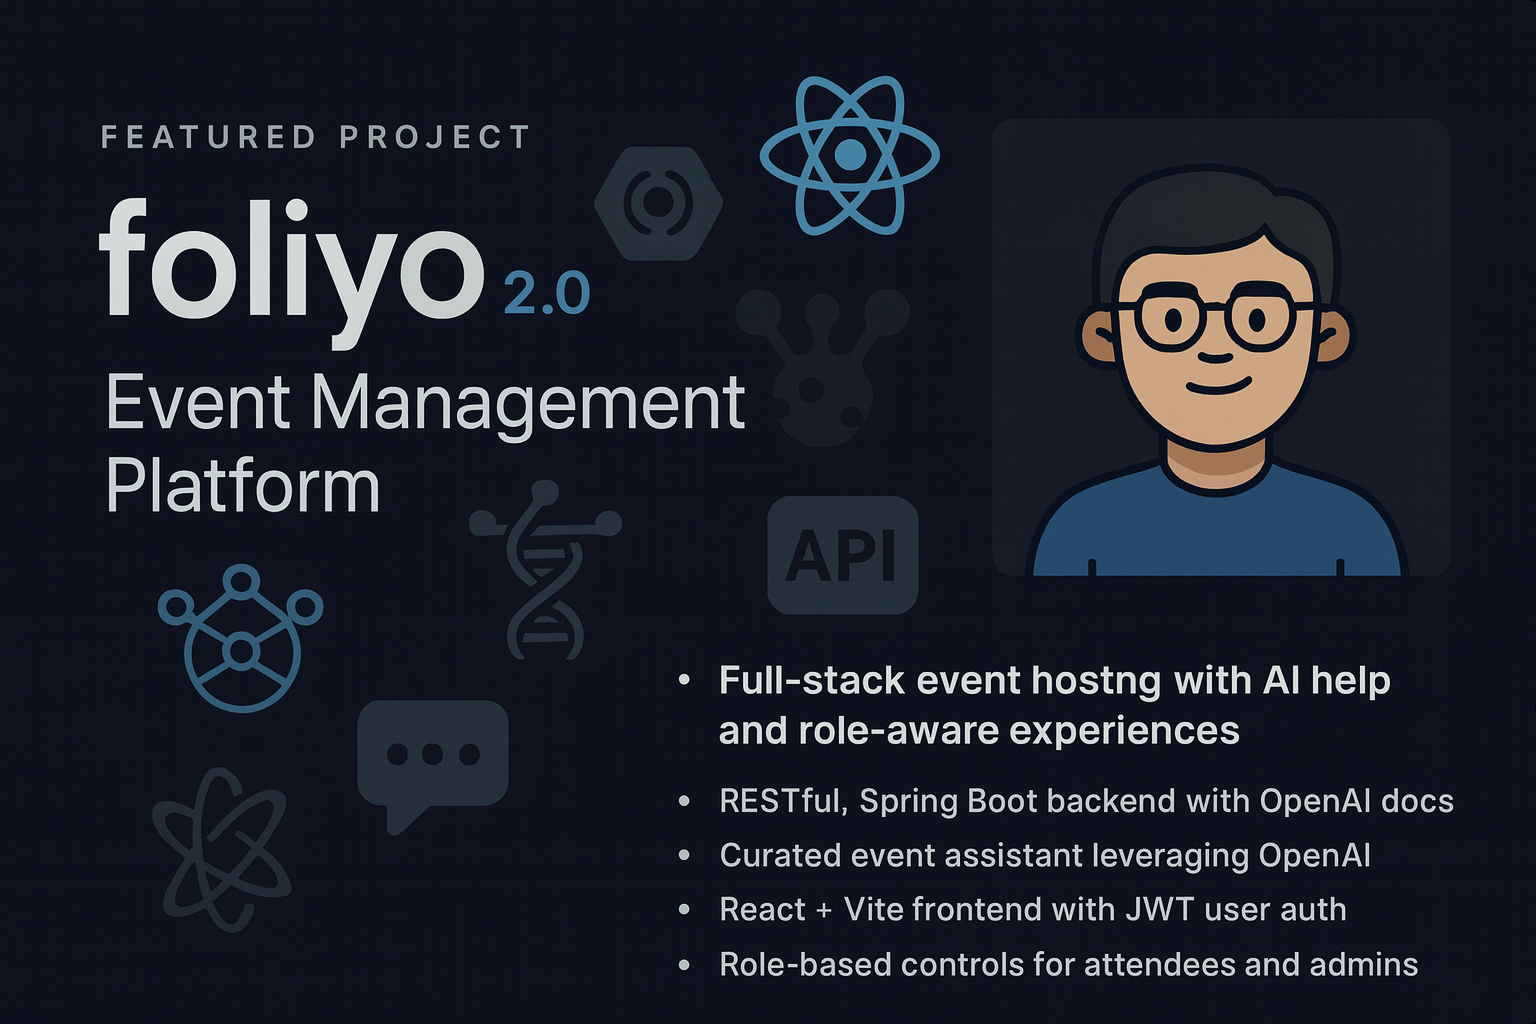 FEATURED PROJECT
foliyo 2.0
Event Management
Platform
API
• Full-stack event hostng with AI help
and role-aware experiences
• RESTful, Spring Boot backend with OpenAI docs
• Curated event assistant leveraging OpenAI
• React + Vite frontend with JWT user auth
• Role-based controls for attendees and admins